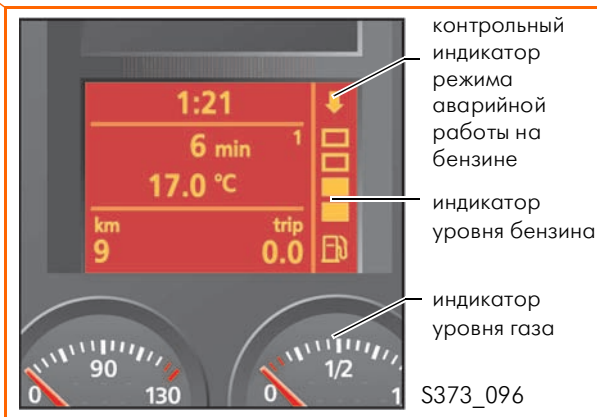 контрольный
индикатор
режима
аварийной
работы на
бензине
1:21
6 min 1
17.0 °C
km trip
9 0.0
индикатор
уровня бензина
индикатор
уровня газа
90
0 130
1/2
0 1
S373_096